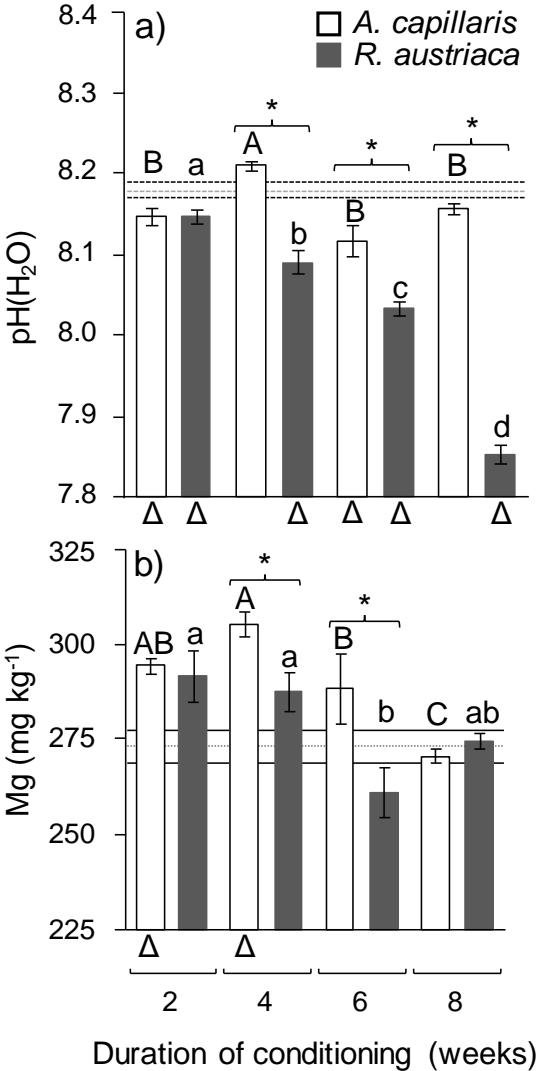 a)
A. capillaris
R. austriaca
8.4
8.3
8.2
8.1
8.0
7.9
7.8
pH(H₂O)
* * *
B a A b B c B d
Δ Δ Δ Δ Δ Δ
b)
325
300
275
250
225
Mg (mg kg⁻¹)
* *
AB a A a B b C ab
Δ Δ
2 4 6 8
Duration of conditioning (weeks)